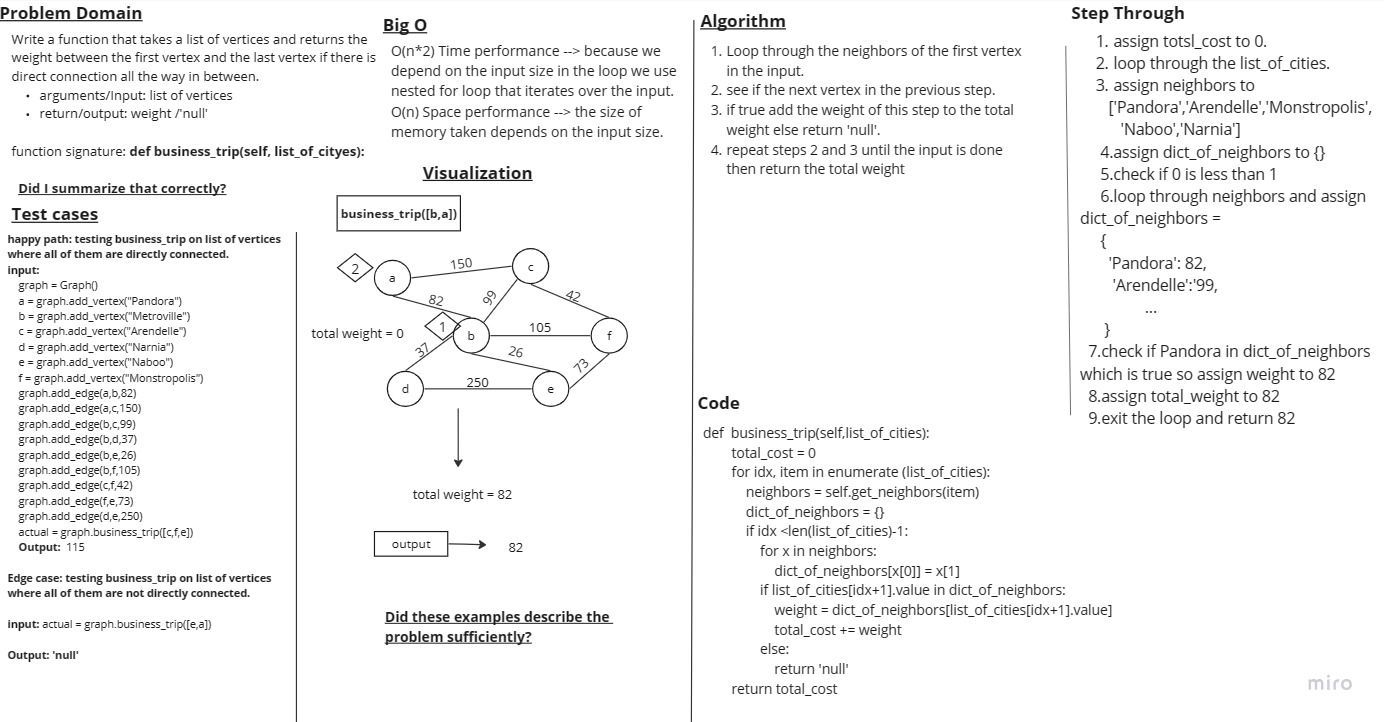 Problem Domain
Write a function that takes a list of vertices and returns the
weight between the first vertex and the last vertex if there is
direct connection all the way in between.
• arguments/Input: list of vertices
• return/output: weight /'null'
function signature: def business_trip(self, list_of_cityes):
Did I summarize that correctly?
Test cases
happy path: testing business_trip on list of vertices
where all of them are directly connected.
input:
graph = Graph()
a = graph.add_vertex("Pandora")
b = graph.add_vertex("Metroville")
c = graph.add_vertex("Arendelle")
d = graph.add_vertex("Narnia")
e = graph.add_vertex("Naboo")
f = graph.add_vertex("Monstropolis")
graph.add_edge(a,b,82)
graph.add_edge(a,c,150)
graph.add_edge(b,c,99)
graph.add_edge(b,d,37)
graph.add_edge(b,e,26)
graph.add_edge(b,f,105)
graph.add_edge(c,f,42)
graph.add_edge(f,e,73)
graph.add_edge(d,e,250)
actual = graph.business_trip([c,f,e])
Output: 115
Edge case: testing business_trip on list of vertices
where all of them are not directly connected.
input: actual = graph.business_trip([e,a])
Output: 'null'
Big O
O(n*2) Time performance --> because we
depend on the input size in the loop we use
nested for loop that iterates over the input.
O(n) Space performance --> the size of
memory taken depends on the input size.
Visualization
business_trip([b,a])
2
a
150
c
82
99
42
total weight = 0
1
b
105
f
37
26
73
d
250
e
total weight = 82
output
82
Did these examples describe the
problem sufficiently?
Algorithm
1. Loop through the neighbors of the first vertex
in the input.
2. see if the next vertex in the previous step.
3. if true add the weight of this step to the total
weight else return 'null'.
4. repeat steps 2 and 3 until the input is done
then return the total weight
Code
def business_trip(self,list_of_cities):
total_cost = 0
for idx, item in enumerate (list_of_cities):
neighbors = self.get_neighbors(item)
dict_of_neighbors = {}
if idx <len(list_of_cities)-1:
for x in neighbors:
dict_of_neighbors[x[0]] = x[1]
if list_of_cities[idx+1].value in dict_of_neighbors:
weight = dict_of_neighbors[list_of_cities[idx+1].value]
total_cost += weight
else:
return 'null'
return total_cost
Step Through
1. assign totsl_cost to 0.
2. loop through the list_of_cities.
3. assign neighbors to
['Pandora','Arendelle','Monstropolis',
'Naboo','Narnia']
4.assign dict_of_neighbors to {}
5.check if 0 is less than 1
6.loop through neighbors and assign
dict_of_neighbors =
{
'Pandora': 82,
'Arendelle':'99,
...
}
7.check if Pandora in dict_of_neighbors
which is true so assign weight to 82
8.assign total_weight to 82
9.exit the loop and return 82
miro